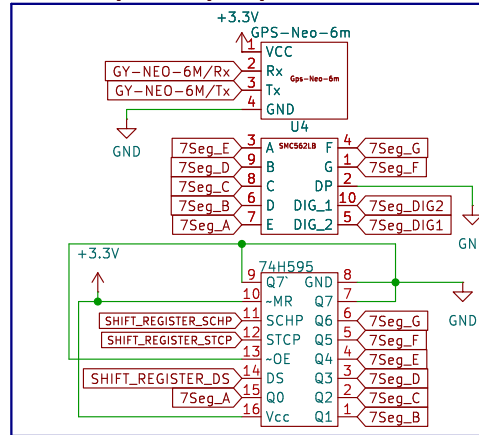 +3.3V
GPS-Neo-6m
1 VCC
GY-NEO-6M/Rx 2 Rx Gps-Neo-6m
GY-NEO-6M/Tx 3 Tx
4 GND
GND
U4
7Seg_E 3 A SMC562LB F 4 7Seg_G
7Seg_D 9 B G 1 7Seg_F
7Seg_C 8 C DP 2
7Seg_B 6 D DIG_1 10 7Seg_DIG2
7Seg_A 7 E DIG_2 5 7Seg_DIG1
GN
+3.3V
74H595
9 Q7` GND 8
10 ~MR Q7 7
SHIFT_REGISTER_SCHP 11 SCHP Q6 6 7Seg_G
GND
SHIFT_REGISTER_STCP 12 STCP Q5 5 7Seg_F
13 ~OE Q4 4 7Seg_E
SHIFT_REGISTER_DS 14 DS Q3 3 7Seg_D
7Seg_A 15 Q0 Q2 2 7Seg_C
16 Vcc Q1 1 7Seg_B